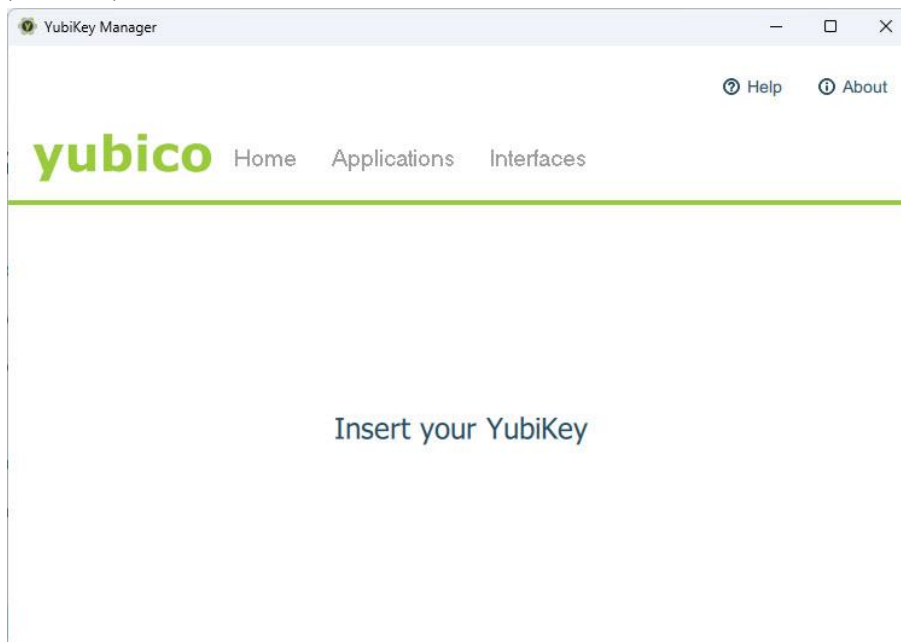 YubiKey Manager
Help About
yubico Home Applications Interfaces
Insert your YubiKey